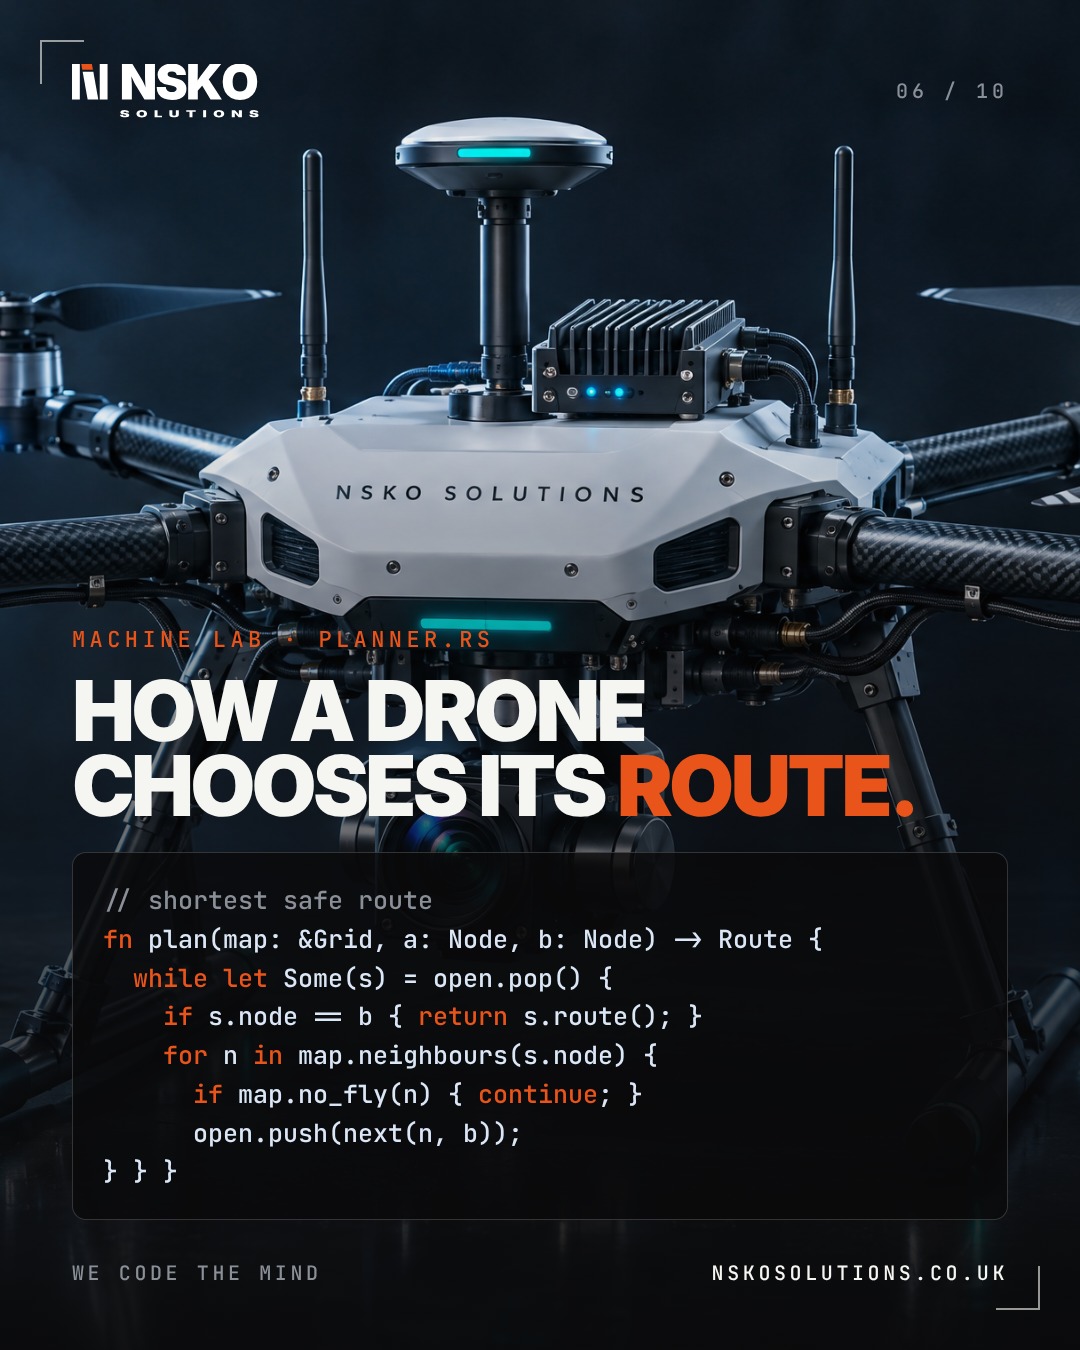 NSKO
SOLUTIONS
06 / 10
NSKO SOLUTIONS
MACHINE LAB · PLANNER.RS
HOW A DRONE
CHOOSES ITS ROUTE.
// shortest safe route
fn plan(map: &Grid, a: Node, b: Node) -> Route {
  while let Some(s) = open.pop() {
    if s.node == b { return s.route(); }
    for n in map.neighbours(s.node) {
      if map.no_fly(n) { continue; }
      open.push(next(n, b));
} } }
WE CODE THE MIND
NSKOSOLUTIONS.CO.UK